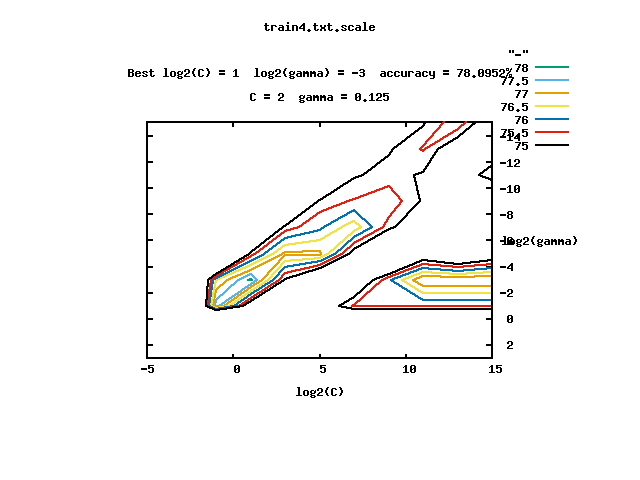 train4.txt.scale
"-"
Best log2(C) = 1  log2(gamma) = -3  accuracy = 78.0952%
78
77.5
77
C = 2  gamma = 0.125
76.5
76
75.5
75
-14
-12
-10
-8
-6
log2(gamma)
-4
-2
0
2
-5 0 5 10 15
log2(C)